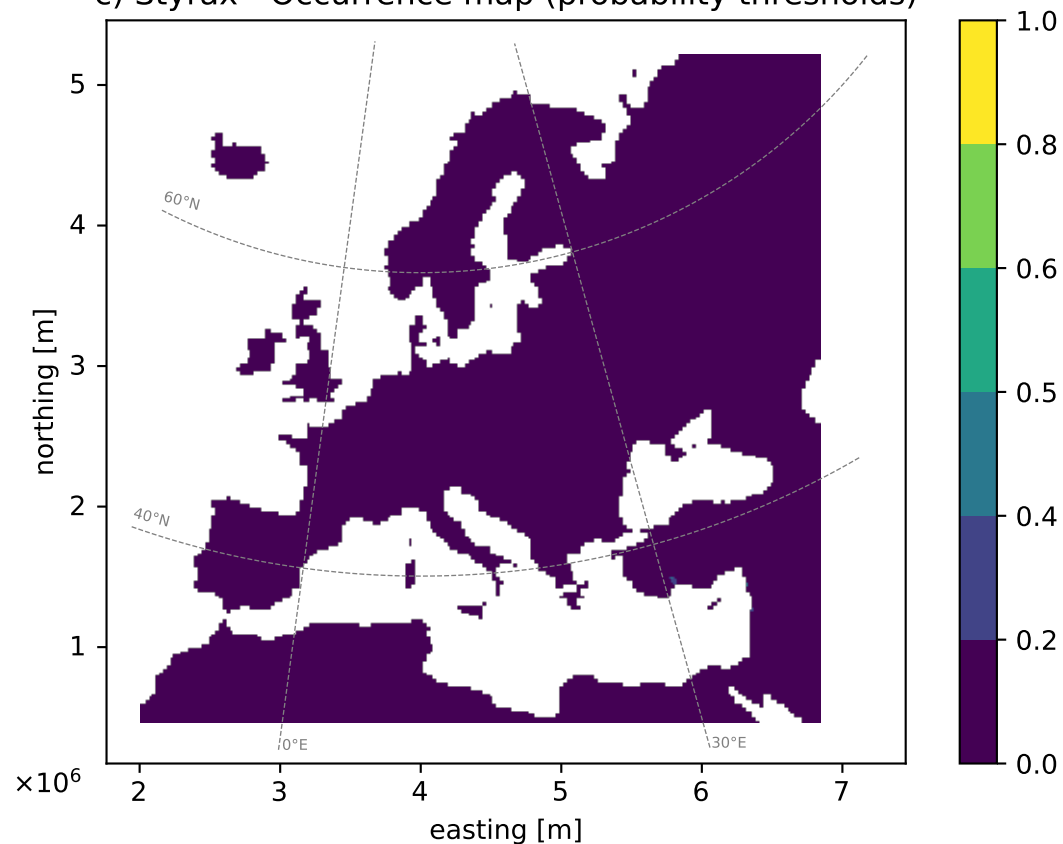 c) Styrax - Occurrence map (probability thresholds)
1.0
0.8
0.6
0.5
0.4
0.2
0.0
5
4
3
2
1
northing [m]
60°N
40°N
0°E
30°E
×10⁶
2 3 4 5 6 7
easting [m]